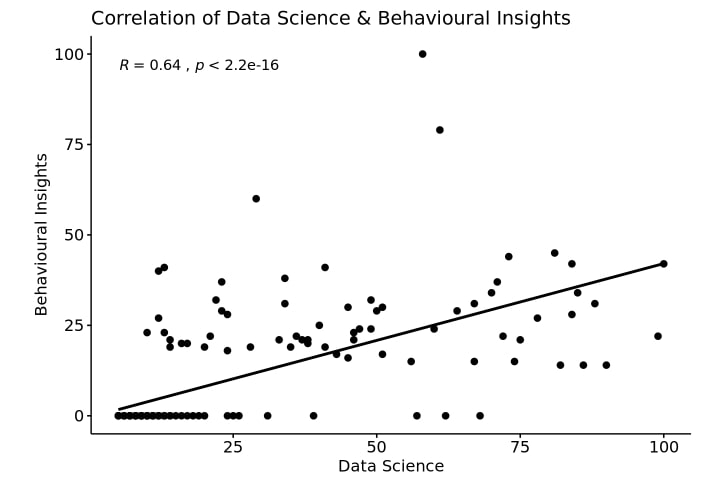 Correlation of Data Science & Behavioural Insights
R = 0.64 , p < 2.2e-16
100
75
50
25
0
Behavioural Insights
25
50
75
100
Data Science